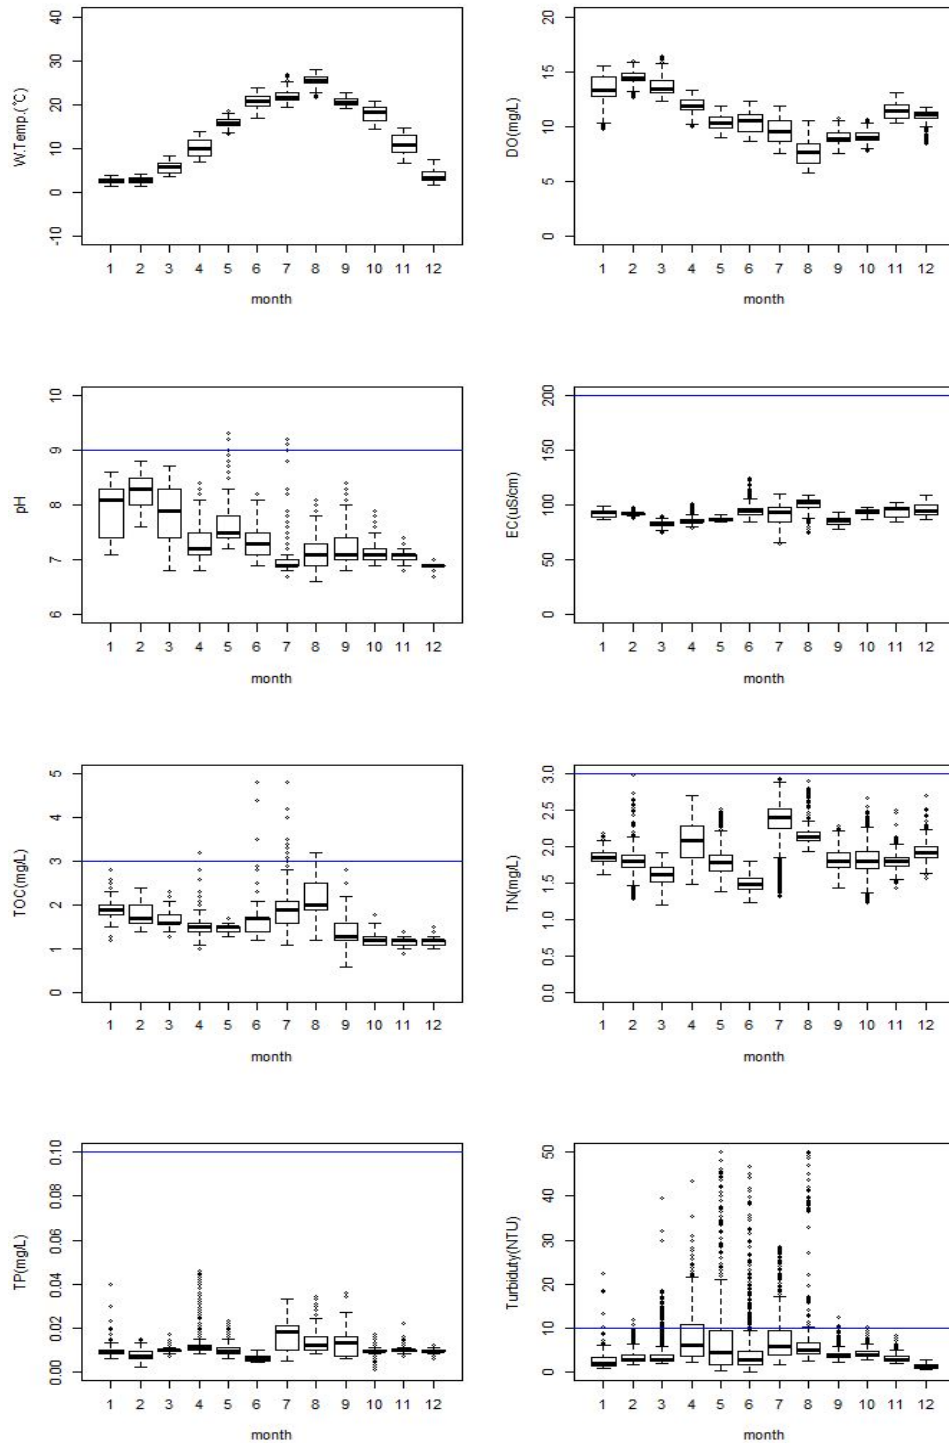 W.Temp.(℃)
40
30
20
10
0
-10
1 2 3 4 5 6 7 8 9 10 11 12
month
DO(mg/L)
20
15
10
5
0
1 2 3 4 5 6 7 8 9 10 11 12
month
pH
10
9
8
7
6
1 2 3 4 5 6 7 8 9 10 11 12
month
EC(uS/cm)
200
150
100
50
0
1 2 3 4 5 6 7 8 9 10 11 12
month
TOC(mg/L)
5
4
3
2
1
0
1 2 3 4 5 6 7 8 9 10 11 12
month
TN(mg/L)
3.0
2.5
2.0
1.5
1.0
0.5
0.0
1 2 3 4 5 6 7 8 9 10 11 12
month
TP(mg/L)
0.10
0.08
0.06
0.04
0.02
0.00
1 2 3 4 5 6 7 8 9 10 11 12
month
Turbiduty(NTU)
50
40
30
20
10
0
1 2 3 4 5 6 7 8 9 10 11 12
month